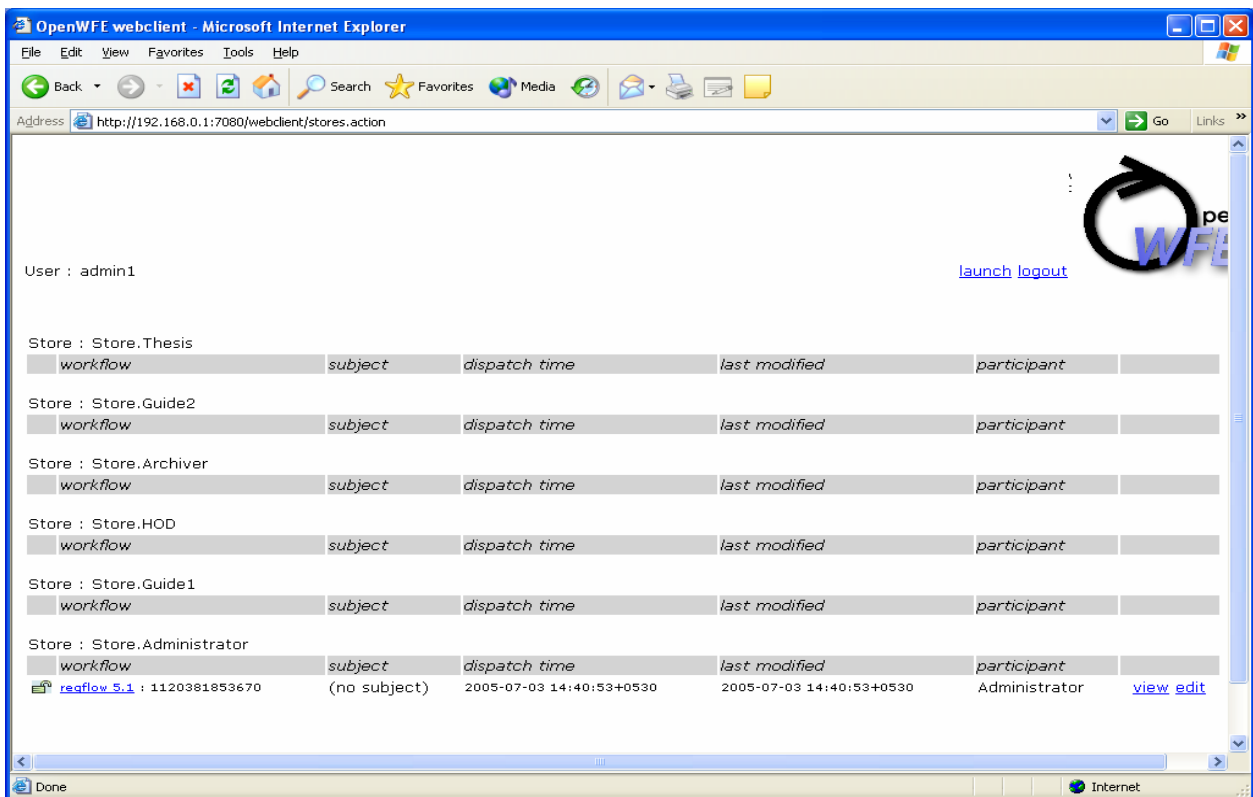 OpenWFE webclient - Microsoft Internet Explorer
File Edit View Favorites Tools Help
Back Search Favorites Media
Address http://192.168.0.1:7080/webclient/stores.action Go Links »
pe
WFE
User : admin1 launch logout
Store : Store.Thesis
workflow subject dispatch time last modified participant
Store : Store.Guide2
workflow subject dispatch time last modified participant
Store : Store.Archiver
workflow subject dispatch time last modified participant
Store : Store.HOD
workflow subject dispatch time last modified participant
Store : Store.Guide1
workflow subject dispatch time last modified participant
Store : Store.Administrator
workflow subject dispatch time last modified participant
reqflow 5.1 : 1120381853670 (no subject) 2005-07-03 14:40:53+0530 2005-07-03 14:40:53+0530 Administrator view edit
Done Internet